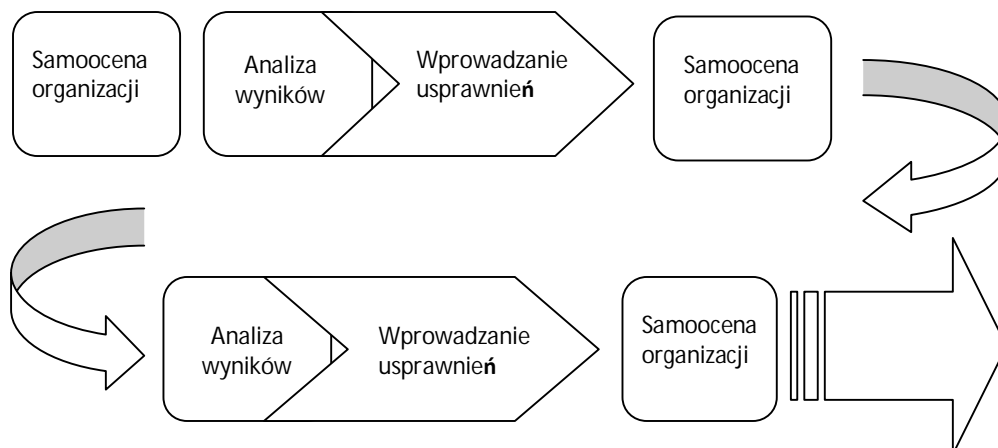 Samoocena
organizacji
Analiza
wyników
Wprowadzanie
usprawnień
Samoocena
organizacji
Analiza
wyników
Wprowadzanie
usprawnień
Samoocena
organizacji